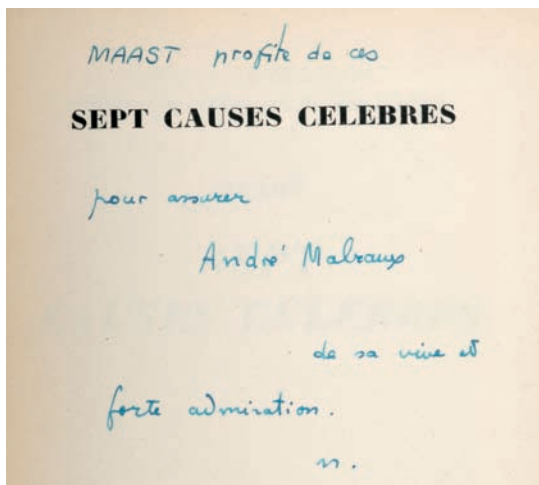 MAAST profite de ces
SEPT CAUSES CELEBRES
pour assurer
André Malraux
de sa vive et
forte admiration.
m.